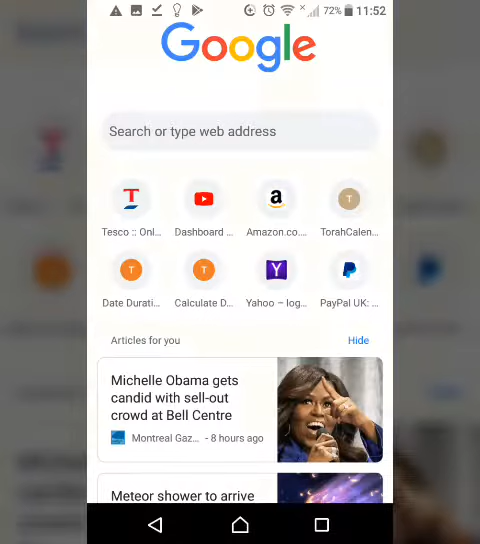 72% 11:52
Google
Search or type web address
Tesco :: Onl... Dashboard ... Amazon.co.... TorahCalen...
Date Durati... Calculate D... Yahoo – log... PayPal UK: ...
Articles for you Hide
Michelle Obama gets
candid with sell-out
crowd at Bell Centre
Montreal Gaz... - 8 hours ago
Meteor shower to arrive